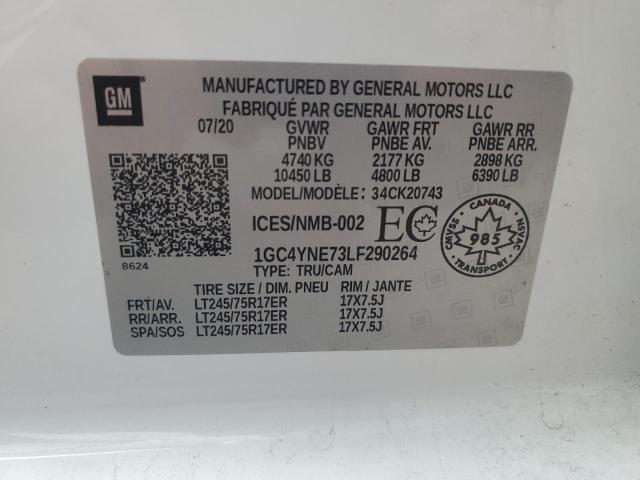 GM
MANUFACTURED BY GENERAL MOTORS LLC
FABRIQUÉ PAR GENERAL MOTORS LLC
07/20 GVWR GAWR FRT GAWR RR
PNBV PNBE AV. PNBE ARR.
4740 KG 2177 KG 2898 KG
10450 LB 4800 LB 6390 LB
MODEL/MODÈLE: 34CK20743
ICES/NMB-002 EC
CANADA
CMVSS 985 NSVAC
TRANSPORT
1GC4YNE73LF290264
8624
TYPE: TRU/CAM
TIRE SIZE / DIM. PNEU RIM / JANTE
FRT/AV. LT245/75R17ER 17X7.5J
RR/ARR. LT245/75R17ER 17X7.5J
SPA/SOS LT245/75R17ER 17X7.5J